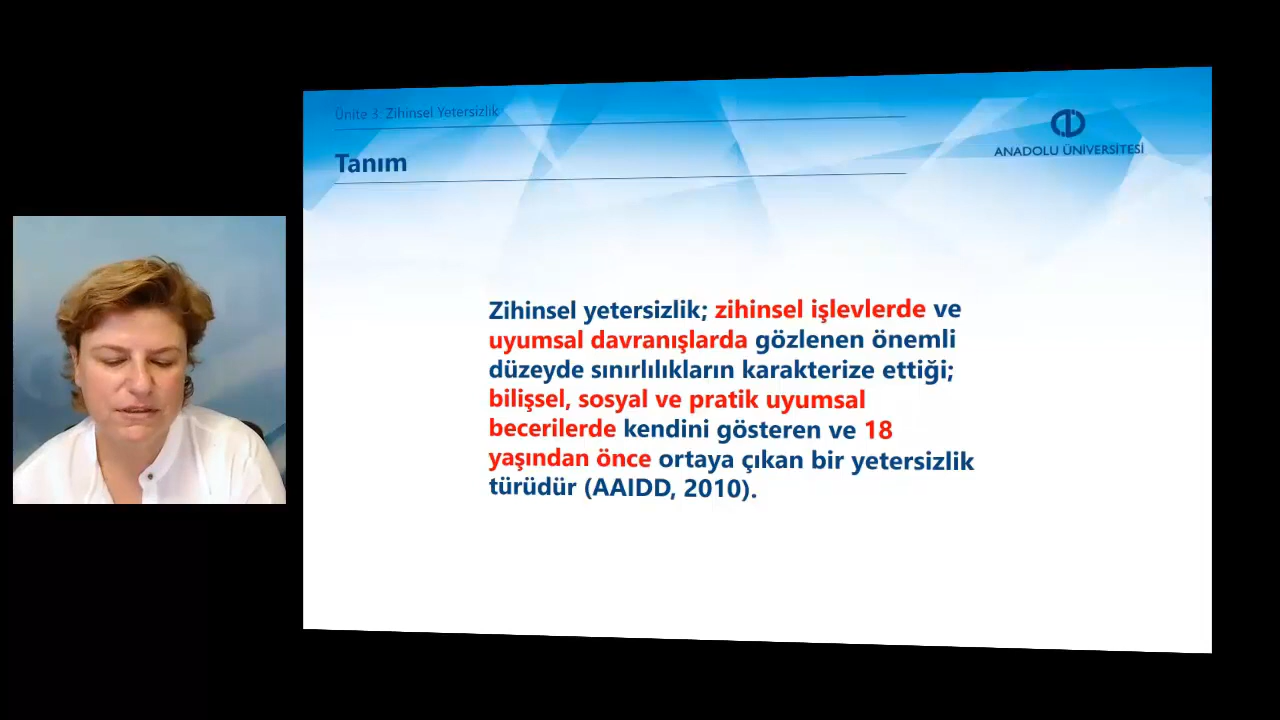 Ünite 3: Zihinsel Yetersizlik
Tanım
ANADOLU ÜNİVERSİTESİ
Zihinsel yetersizlik; zihinsel işlevlerde ve
uyumsal davranışlarda gözlenen önemli
düzeyde sınırlılıkların karakterize ettiği;
bilişsel, sosyal ve pratik uyumsal
becerilerde kendini gösteren ve 18
yaşından önce ortaya çıkan bir yetersizlik
türüdür (AAIDD, 2010).